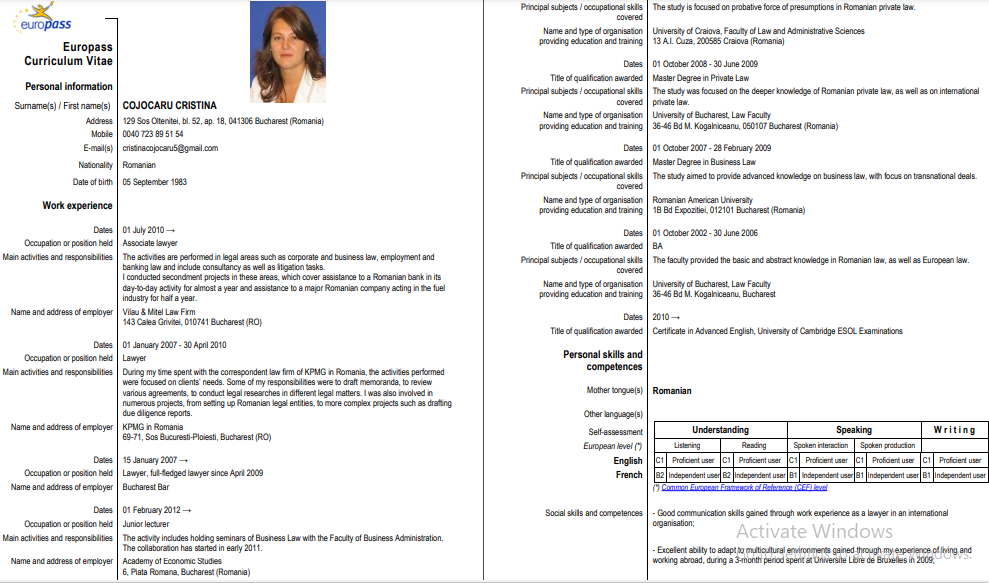 europass
Europass
Curriculum Vitae
Personal information
Surname(s) / First name(s) COJOCARU CRISTINA
Address 129 Sos Oltenitei, bl. 52, ap. 18, 041306 Bucharest (Romania)
Mobile 0040 723 89 51 54
E-mail(s) cristinacojocaru5@gmail.com
Nationality Romanian
Date of birth 05 September 1983
Work experience
Dates 01 July 2010 →
Occupation or position held Associate lawyer
Main activities and responsibilities The activities are performed in legal areas such as corporate and business law, employment and
banking law and include consultancy as well as litigation tasks.
I conducted secondment projects in these areas, which cover assistance to a Romanian bank in its
day-to-day activity for almost a year and assistance to a major Romanian company acting in the fuel
industry for half a year.
Name and address of employer Vilau & Mitel Law Firm
143 Calea Grivitei, 010741 Bucharest (RO)
Dates 01 January 2007 - 30 April 2010
Occupation or position held Lawyer
Main activities and responsibilities During my time spent with the correspondent law firm of KPMG in Romania, the activities performed
were focused on clients' needs. Some of my responsibilities were to draft memoranda, to review
various agreements, to conduct legal researches in different legal matters. I was also involved in
numerous projects, from setting up Romanian legal entities, to more complex projects such as drafting
due diligence reports.
Name and address of employer KPMG in Romania
69-71, Sos Bucuresti-Ploiesti, Bucharest (RO)
Dates 15 January 2007 →
Occupation or position held Lawyer, full-fledged lawyer since April 2009
Name and address of employer Bucharest Bar
Dates 01 February 2012 →
Occupation or position held Junior lecturer
Main activities and responsibilities The activity includes holding seminars of Business Law with the Faculty of Business Administration.
The collaboration has started in early 2011.
Name and address of employer Academy of Economic Studies
6, Piata Romana, Bucharest (Romania)
Principal subjects / occupational skills The study is focused on probative force of presumptions in Romanian private law.
covered
Name and type of organisation University of Craiova, Faculty of Law and Administrative Sciences
providing education and training 13 A.I. Cuza, 200585 Craiova (Romania)
Dates 01 October 2008 - 30 June 2009
Title of qualification awarded Master Degree in Private Law
Principal subjects / occupational skills The study was focused on the deeper knowledge of Romanian private law, as well as on international
covered private law.
Name and type of organisation University of Bucharest, Law Faculty
providing education and training 36-46 Bd M. Kogalniceanu, 050107 Bucharest (Romania)
Dates 01 October 2007 - 28 February 2009
Title of qualification awarded Master Degree in Business Law
Principal subjects / occupational skills The study aimed to provide advanced knowledge on business law, with focus on transnational deals.
covered
Name and type of organisation Romanian American University
providing education and training 1B Bd Expozitiei, 012101 Bucharest (Romania)
Dates 01 October 2002 - 30 June 2006
Title of qualification awarded BA
Principal subjects / occupational skills The faculty provided the basic and abstract knowledge in Romanian law, as well as European law.
covered
Name and type of organisation University of Bucharest, Law Faculty
providing education and training 36-46 Bd M. Kogalniceanu, Bucharest
Dates 2010 →
Title of qualification awarded Certificate in Advanced English, University of Cambridge ESOL Examinations
Personal skills and
competences
Mother tongue(s) Romanian
Other language(s)
Self-assessment Understanding Speaking Writing
European level (*) Listening Reading Spoken interaction Spoken production
English C1 Proficient user C1 Proficient user C1 Proficient user C1 Proficient user C1 Proficient user
French B2 Independent user B2 Independent user B1 Independent user B1 Independent user B1 Independent user
(*) Common European Framework of Reference (CEF) level
Social skills and competences - Good communication skills gained through work experience as a lawyer in an international
organisation;
Activate Windows
- Excellent ability to adapt to multicultural environments gained through my experience of living and
working abroad, during a 3-month period spent at Universite Libre de Bruxelles in 2009;